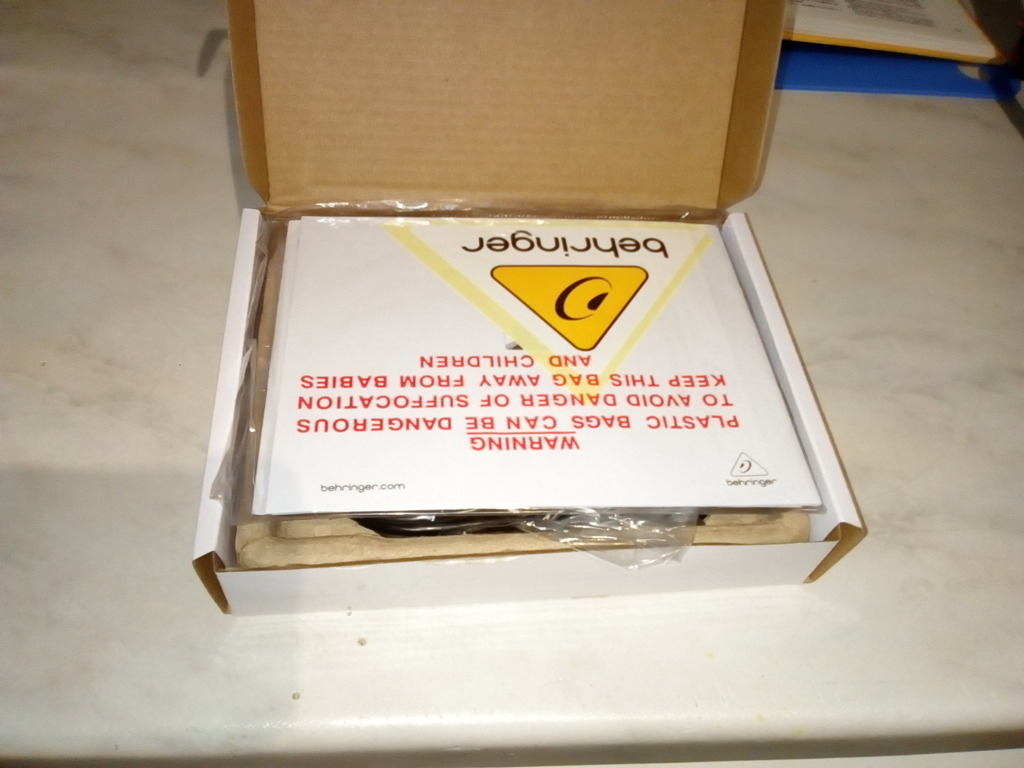 behringer
WARNING
PLASTIC BAGS CAN BE DANGEROUS
TO AVOID DANGER OF SUFFOCATION
KEEP THIS BAG AWAY FROM BABIES
AND CHILDREN
behringer.com
behringer